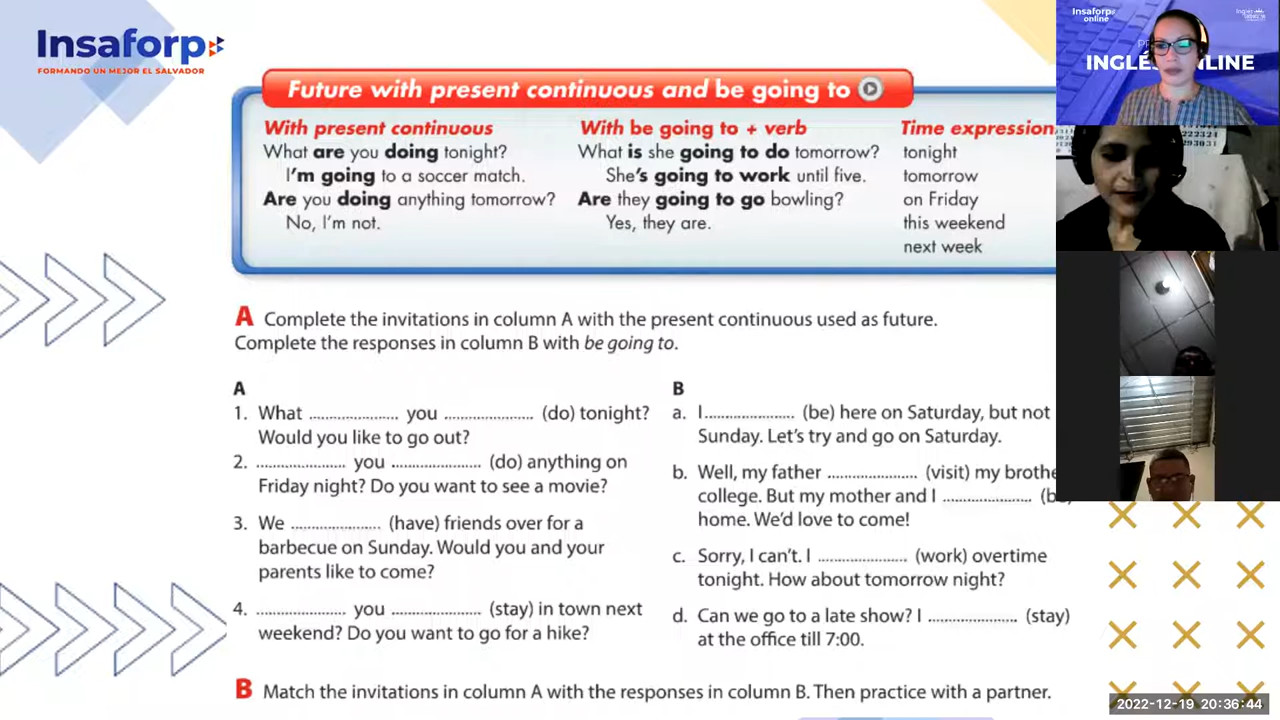 Insaforp
FORMANDO UN MEJOR EL SALVADOR
Future with present continuous and be going to
With present continuous
What are you doing tonight?
I'm going to a soccer match.
Are you doing anything tomorrow?
No, I'm not.
With be going to + verb
What is she going to do tomorrow?
She's going to work until five.
Are they going to go bowling?
Yes, they are.
Time expression
tonight
tomorrow
on Friday
this weekend
next week
A Complete the invitations in column A with the present continuous used as future.
Complete the responses in column B with be going to.
A
1. What .................... you .................... (do) tonight?
Would you like to go out?
2. .................... you .................... (do) anything on
Friday night? Do you want to see a movie?
3. We .................... (have) friends over for a
barbecue on Sunday. Would you and your
parents like to come?
4. .................... you .................... (stay) in town next
weekend? Do you want to go for a hike?
B
a. I .................... (be) here on Saturday, but not
Sunday. Let's try and go on Saturday.
b. Well, my father .................... (visit) my brothe
college. But my mother and I ....................
home. We'd love to come!
c. Sorry, I can't. I .................... (work) overtime
tonight. How about tomorrow night?
d. Can we go to a late show? I .................... (stay)
at the office till 7:00.
B Match the invitations in column A with the responses in column B. Then practice with a partner.
Insaforp
online
INGLÉS ONLINE
2022-12-19 20:36:44